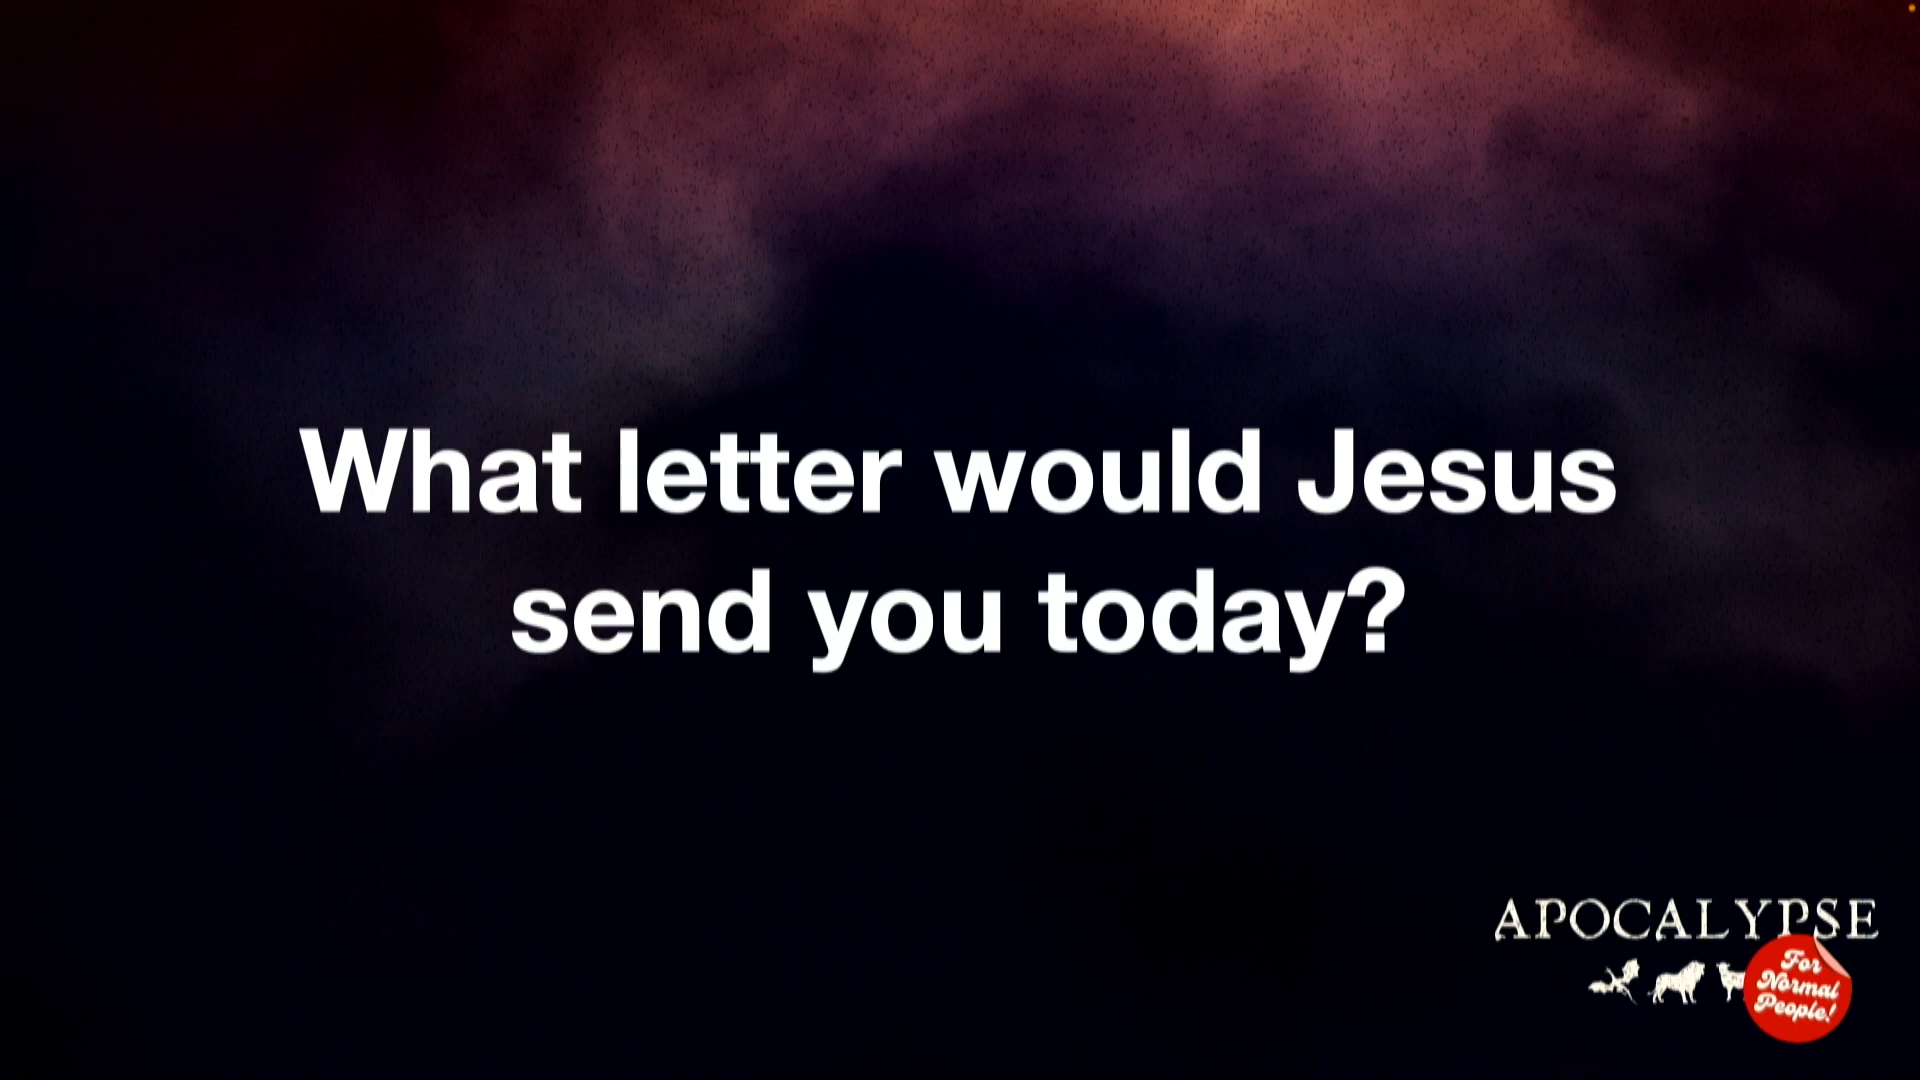 What letter would Jesus
send you today?
APOCALYPSE
For
Normal
People!